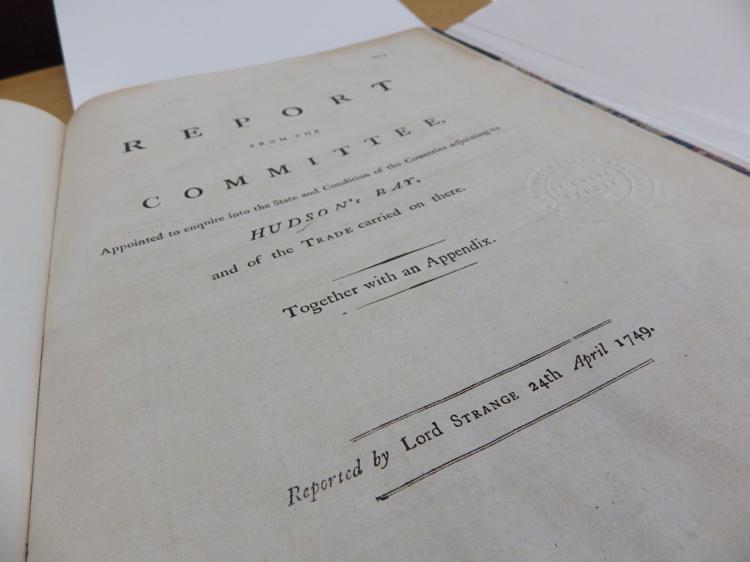 REPORT
FROM THE
COMMITTEE,
Appointed to enquire into the State and Condition of the Countries adjoining to
HUDSON's BAY,
and of the TRADE carried on there.
Together with an Appendix.
Reported by Lord STRANGE 24th April 1749.